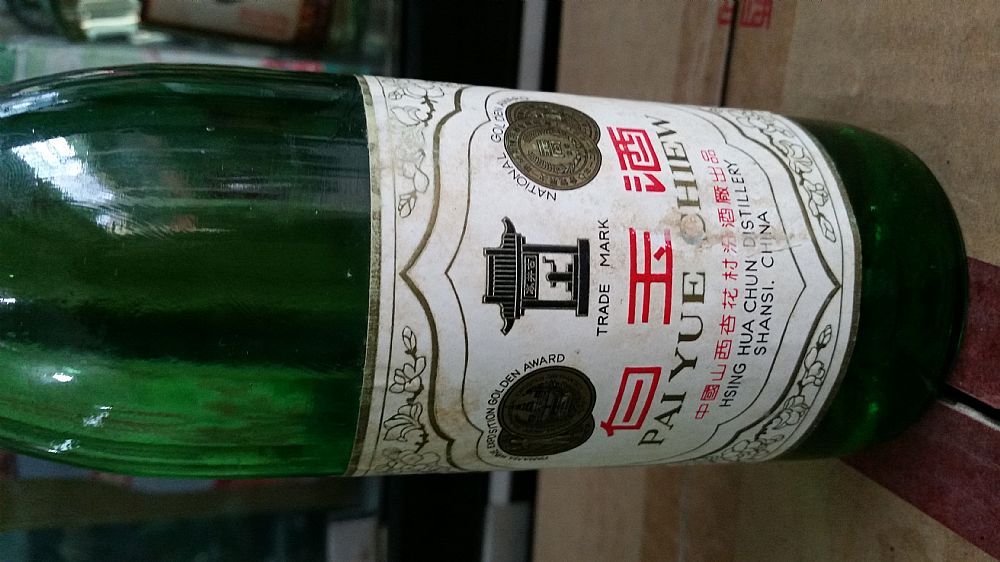 PANAMA EXPOSITION GOLDEN AWARD
NATIONAL GOLDEN AWARD
TRADE MARK
白玉酒
PAI YUE CHIEW
中國山西杏花村汾酒廠出品
HSING HUA CHUN DISTILLERY
SHANSI. CHINA